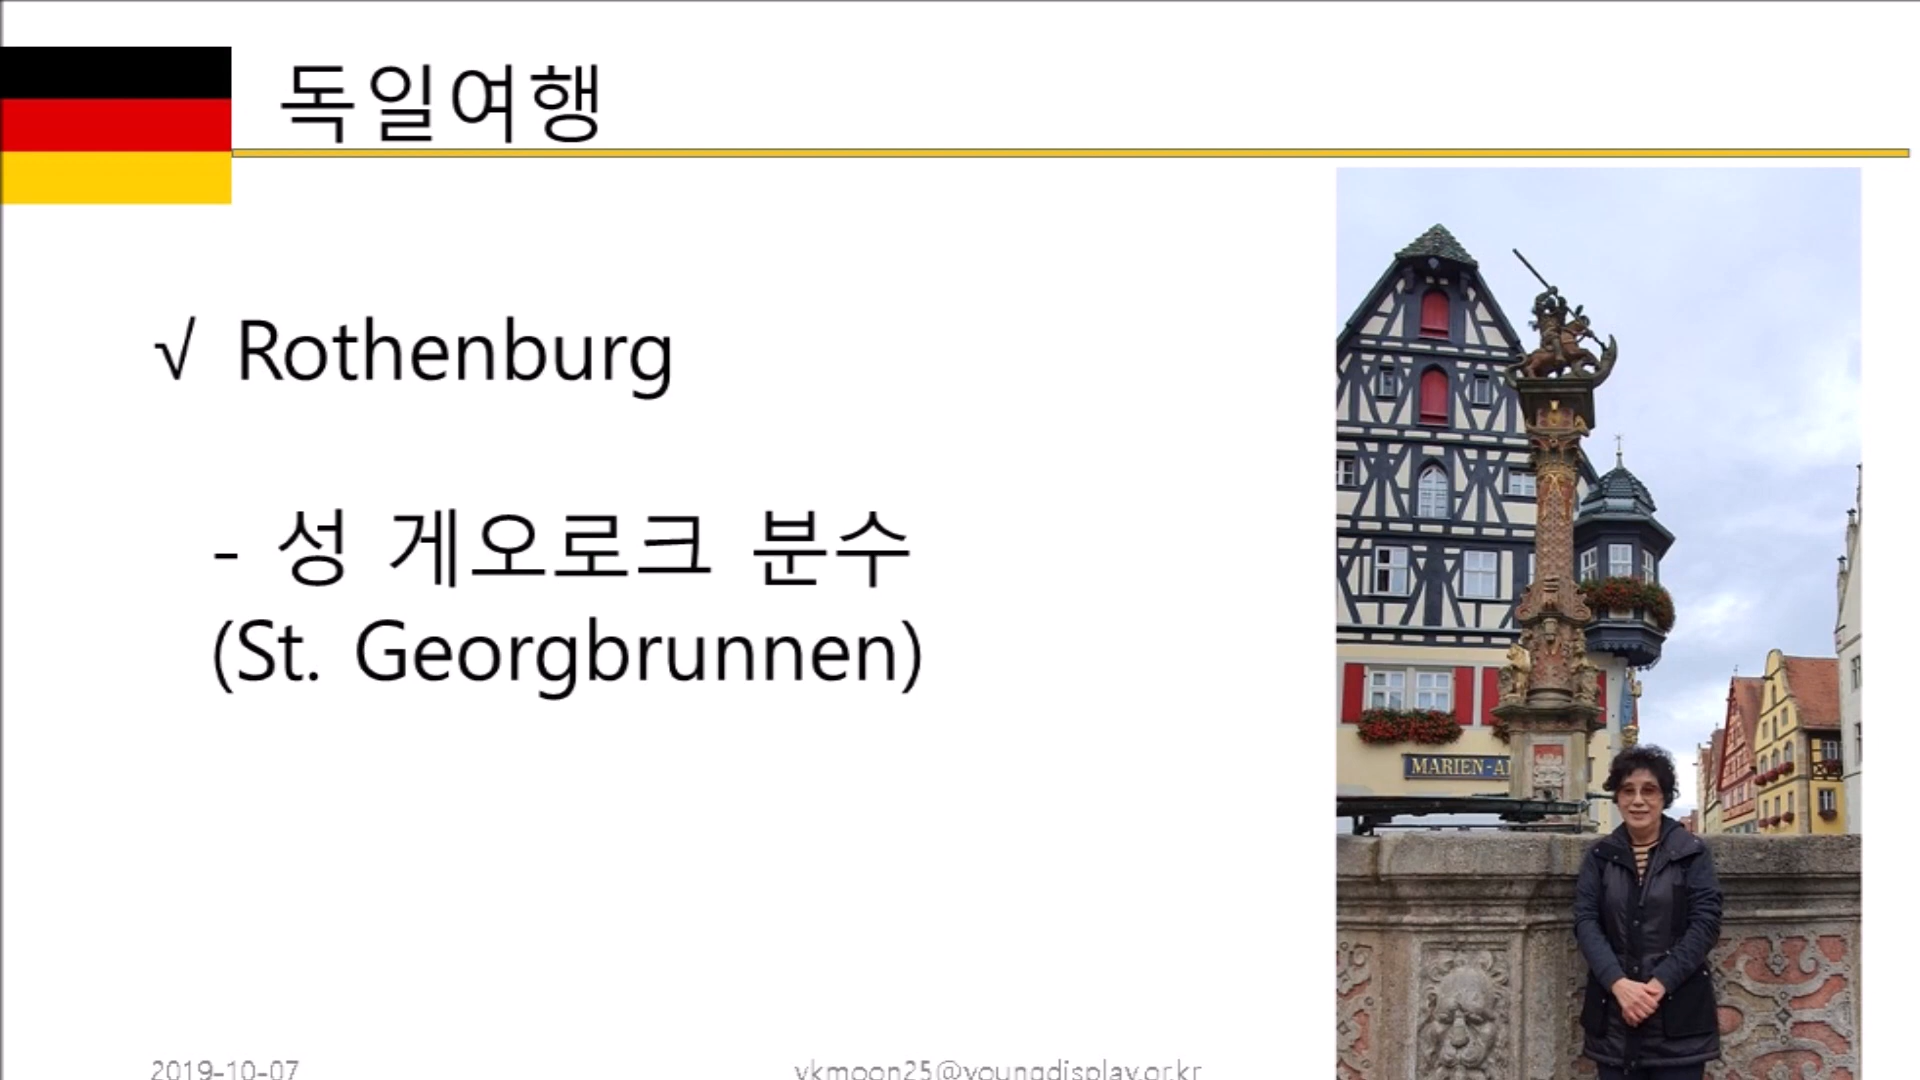 독일여행
√ Rothenburg
- 성 게오로크 분수
(St. Georgbrunnen)
MARIEN-A
2019-10-07
ykmoon25@youngdisplay.or.kr